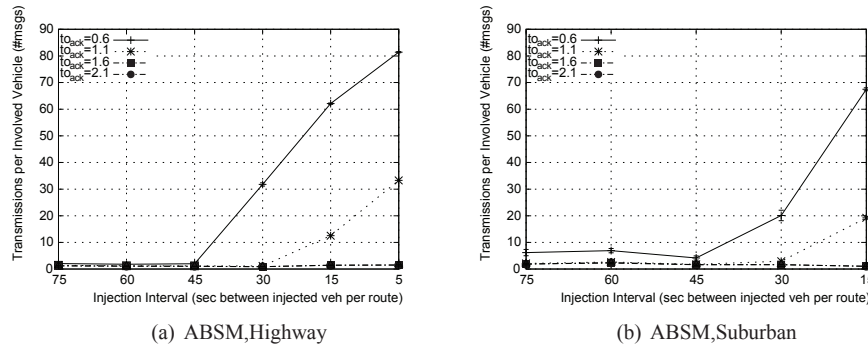 Transmissions per Involved Vehicle (#msgs)
90
80
70
60
50
40
30
20
10
0
to_ack=0.6
to_ack=1.1
to_ack=1.6
to_ack=2.1
75 60 45 30 15 5
Injection Interval (sec between injected veh per route)
(a) ABSM,Highway
Transmissions per Involved Vehicle (#msgs)
90
80
70
60
50
40
30
20
10
0
to_ack=0.6
to_ack=1.1
to_ack=1.6
to_ack=2.1
75 60 45 30
Injection Interval (sec between injected veh per route)
(b) ABSM,Suburban